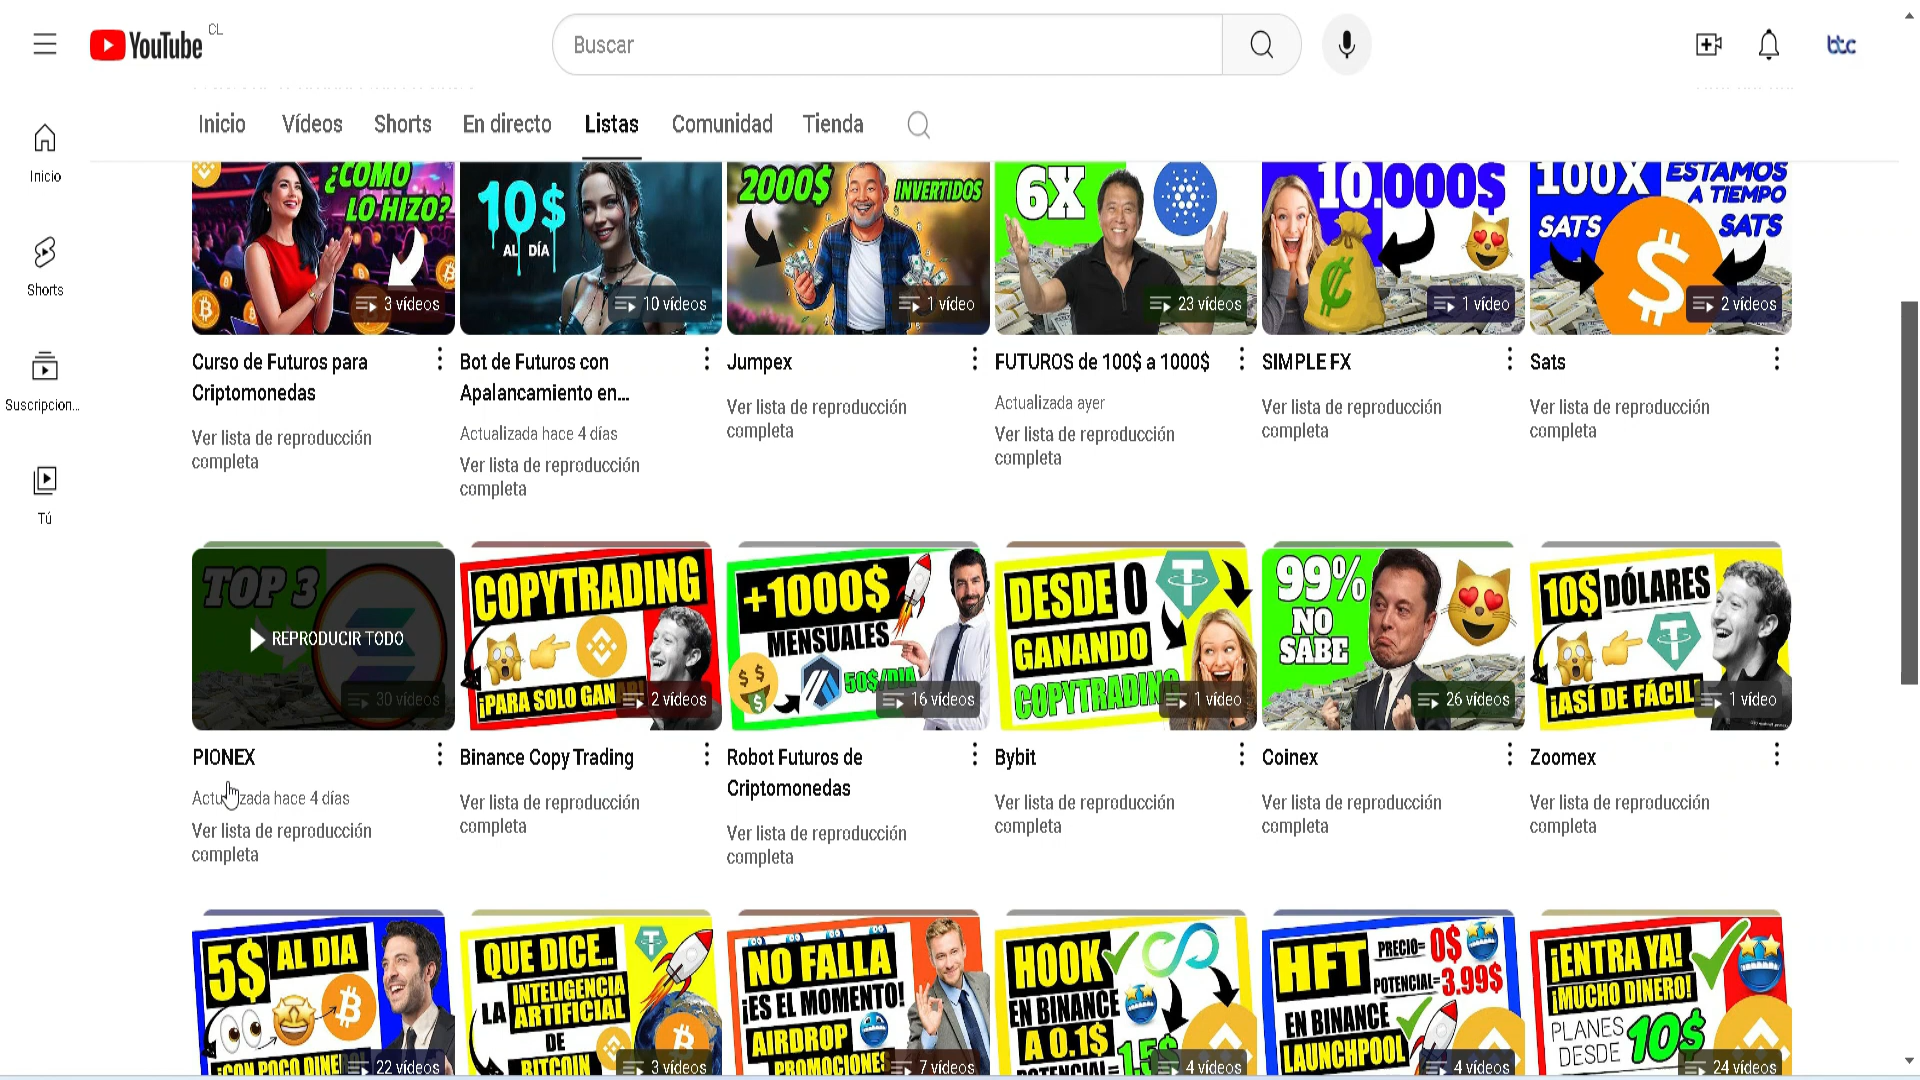 YouTube CL
Buscar
btc
Inicio Vídeos Shorts En directo Listas Comunidad Tienda
Inicio
Shorts
Suscripcion...
Tú
¿COMO
LO HIZO?
3 vídeos
10$
AL DÍA
10 vídeos
2000$ INVERTIDOS
1 vídeo
6X
23 vídeos
10.000$
1 vídeo
100X ESTAMOS
A TIEMPO
SATS SATS
2 vídeos
Curso de Futuros para
Criptomonedas
Ver lista de reproducción
completa
Bot de Futuros con
Apalancamiento en...
Actualizada hace 4 días
Ver lista de reproducción
completa
Jumpex
Ver lista de reproducción
completa
FUTUROS de 100$ a 1000$
Actualizada ayer
Ver lista de reproducción
completa
SIMPLE FX
Ver lista de reproducción
completa
Sats
Ver lista de reproducción
completa
TOP 3
REPRODUCIR TODO
30 vídeos
COPYTRADING
¡PARA SOLO GAN
2 vídeos
+1000$
MENSUALES
50$/DIA
16 vídeos
DESDE 0
GANANDO
COPYTRADING
1 vídeo
99%
NO
SABE
26 vídeos
10$ DÓLARES
¡ASÍ DE FÁCIL
1 vídeo
PIONEX
Actualizada hace 4 días
Ver lista de reproducción
completa
Binance Copy Trading
Ver lista de reproducción
completa
Robot Futuros de
Criptomonedas
Ver lista de reproducción
completa
Bybit
Ver lista de reproducción
completa
Coinex
Ver lista de reproducción
completa
Zoomex
Ver lista de reproducción
completa
5$ AL DIA
¡CON POCO DINE
22 vídeos
QUE DICE..
LA INTELIGENCIA
ARTIFICIAL
DE
BITCOIN
3 vídeos
NO FALLA
¡ES EL MOMENTO!
AIRDROP
PROMOCIONES
7 vídeos
HOOK
EN BINANCE
A 0.1$
POTENCIAL= 1.5$
4 vídeos
HFT PRECIO= 0$
POTENCIAL=3.99$
EN BINANCE
LAUNCHPOOL
4 vídeos
¡ENTRA YA!
¡MUCHO DINERO!
PLANES
DESDE 10$
24 vídeos